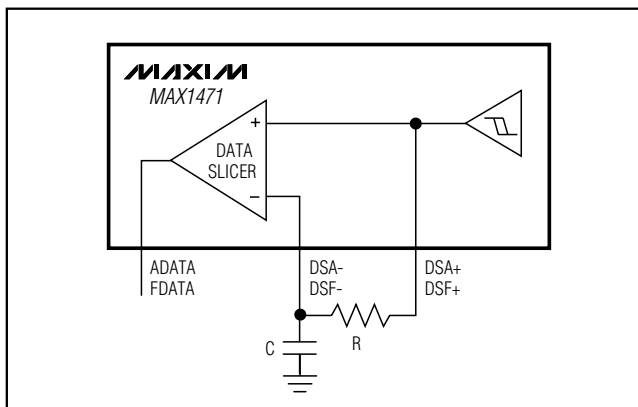 MAXIM
MAX1471
+
DATA
SLICER
–
ADATA
FDATA
DSA-
DSF-
DSA+
DSF+
C
R